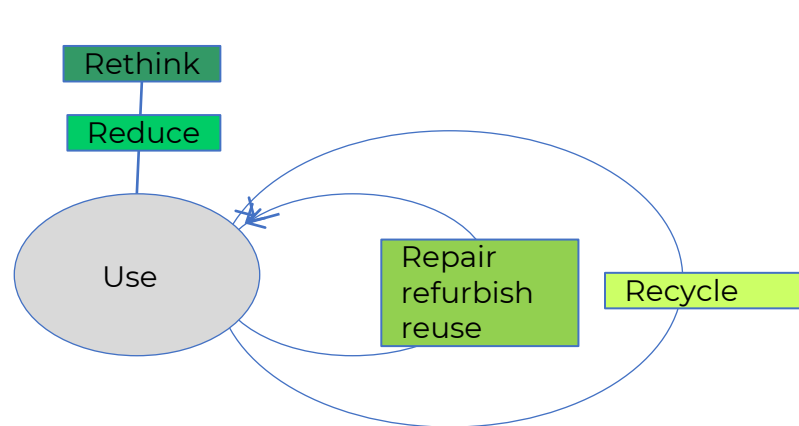 Rethink
Reduce
Use
Repair
refurbish
reuse
Recycle